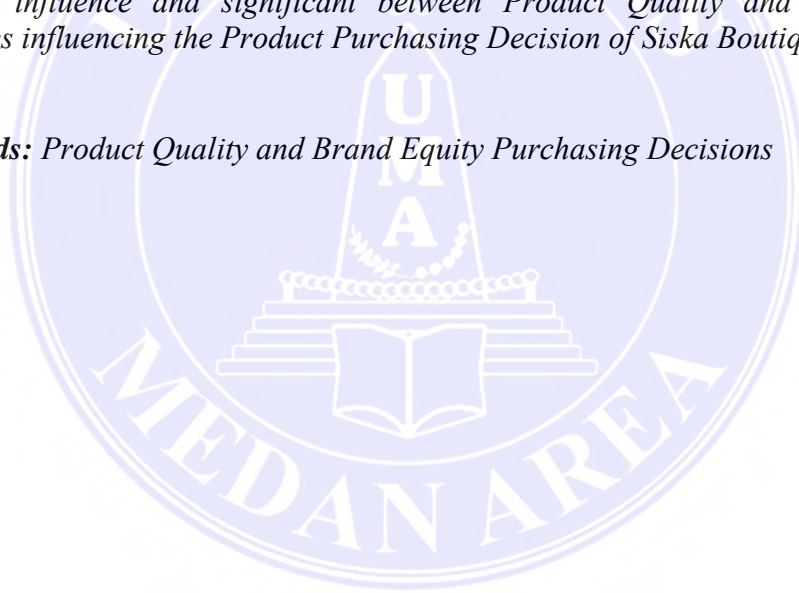 influence and significant between Product Quality and
s influencing the Product Purchasing Decision of Siska Boutiq
ds: Product Quality and Brand Equity Purchasing Decisions
U
M
A
MEDAN AREA